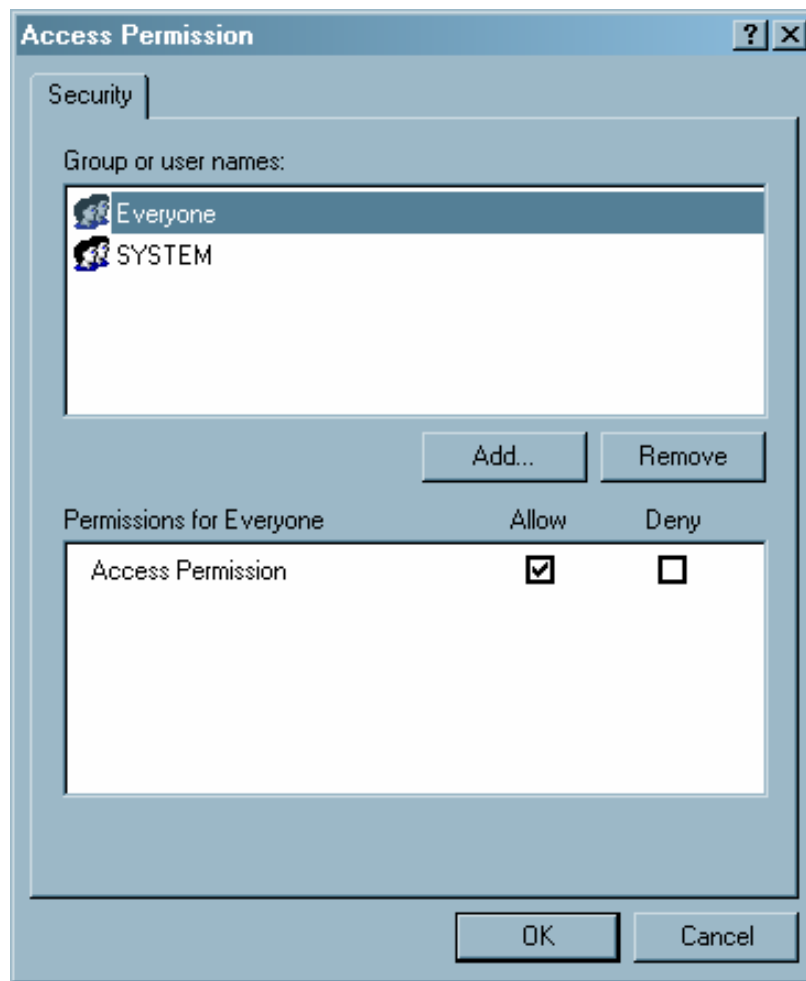 Access Permission
Security
Group or user names:
Everyone
SYSTEM
Add... Remove
Permissions for Everyone Allow Deny
Access Permission
OK Cancel